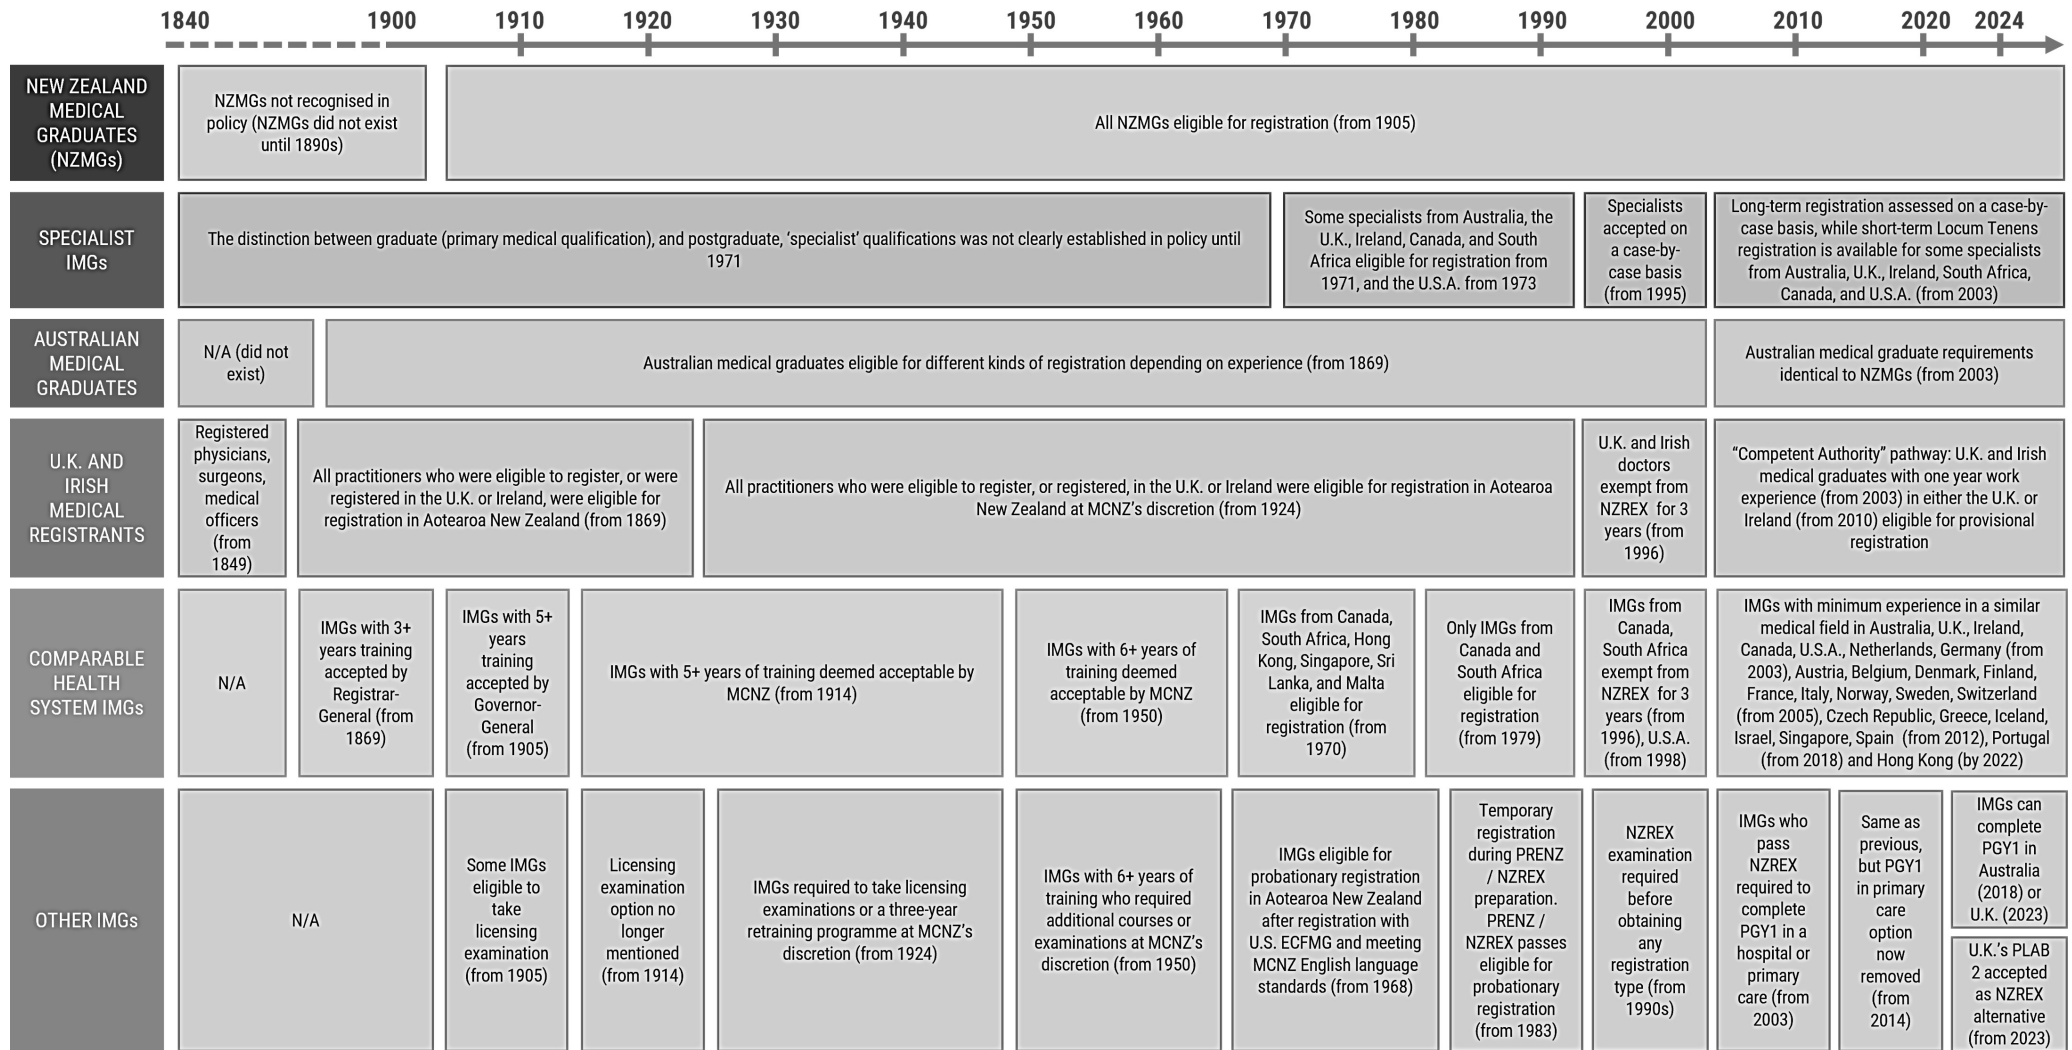 1840 1900 1910 1920 1930 1940 1950 1960 1970 1980 1990 2000 2010 2020 2024
NEW ZEALAND
MEDICAL
GRADUATES
(NZMGs)
NZMGs not recognised in
policy (NZMGs did not exist
until 1890s)
All NZMGs eligible for registration (from 1905)
SPECIALIST
IMGs
The distinction between graduate (primary medical qualification), and postgraduate, ‘specialist’ qualifications was not clearly established in policy until
1971
Some specialists from Australia, the
U.K., Ireland, Canada, and South
Africa eligible for registration from
1971, and the U.S.A. from 1973
Specialists
accepted on
a case-by-
case basis
(from 1995)
Long-term registration assessed on a case-by-
case basis, while short-term Locum Tenens
registration is available for some specialists
from Australia, U.K., Ireland, South Africa,
Canada, and U.S.A. (from 2003)
AUSTRALIAN
MEDICAL
GRADUATES
N/A (did not
exist)
Australian medical graduates eligible for different kinds of registration depending on experience (from 1869)
Australian medical graduate requirements
identical to NZMGs (from 2003)
U.K. AND
IRISH
MEDICAL
REGISTRANTS
Registered
physicians,
surgeons,
medical
officers
(from
1849)
All practitioners who were eligible to register, or were
registered in the U.K. or Ireland, were eligible for
registration in Aotearoa New Zealand (from 1869)
All practitioners who were eligible to register, or registered, in the U.K. or Ireland were eligible for registration in Aotearoa
New Zealand at MCNZ’s discretion (from 1924)
U.K. and Irish
doctors
exempt from
NZREX for 3
years (from
1996)
“Competent Authority” pathway: U.K. and Irish
medical graduates with one year work
experience (from 2003) in either the U.K. or
Ireland (from 2010) eligible for provisional
registration
COMPARABLE
HEALTH
SYSTEM IMGs
N/A
IMGs with 3+
years training
accepted by
Registrar-
General (from
1869)
IMGs with 5+
years
training
accepted by
Governor-
General
(from 1905)
IMGs with 5+ years of training deemed acceptable by
MCNZ (from 1914)
IMGs with 6+ years of
training deemed
acceptable by MCNZ
(from 1950)
IMGs from Canada,
South Africa, Hong
Kong, Singapore, Sri
Lanka, and Malta
eligible for
registration (from
1970)
Only IMGs from
Canada and
South Africa
eligible for
registration
(from 1979)
IMGs from
Canada,
South Africa
exempt from
NZREX for 3
years (from
1996), U.S.A.
(from 1998)
IMGs with minimum experience in a similar
medical field in Australia, U.K., Ireland,
Canada, U.S.A., Netherlands, Germany (from
2003), Austria, Belgium, Denmark, Finland,
France, Italy, Norway, Sweden, Switzerland
(from 2005), Czech Republic, Greece, Iceland,
Israel, Singapore, Spain (from 2012), Portugal
(from 2018) and Hong Kong (by 2022)
OTHER IMGs
N/A
Some IMGs
eligible to
take
licensing
examination
(from 1905)
Licensing
examination
option no
longer
mentioned
(from 1914)
IMGs required to take licensing
examinations or a three-year
retraining programme at MCNZ’s
discretion (from 1924)
IMGs with 6+ years of
training who required
additional courses or
examinations at MCNZ’s
discretion (from 1950)
IMGs eligible for
probationary registration
in Aotearoa New Zealand
after registration with
U.S. ECFMG and meeting
MCNZ English language
standards (from 1968)
Temporary
registration
during PRENZ
/ NZREX
preparation.
PRENZ /
NZREX passes
eligible for
probationary
registration
(from 1983)
NZREX
examination
required
before
obtaining
any
registration
type (from
1990s)
IMGs who
pass
NZREX
required to
complete
PGY1 in a
hospital or
primary
care (from
2003)
Same as
previous,
but PGY1
in primary
care
option
now
removed
(from
2014)
IMGs can
complete
PGY1 in
Australia
(2018) or
U.K. (2023)
U.K.’s PLAB
2 accepted
as NZREX
alternative
(from 2023)